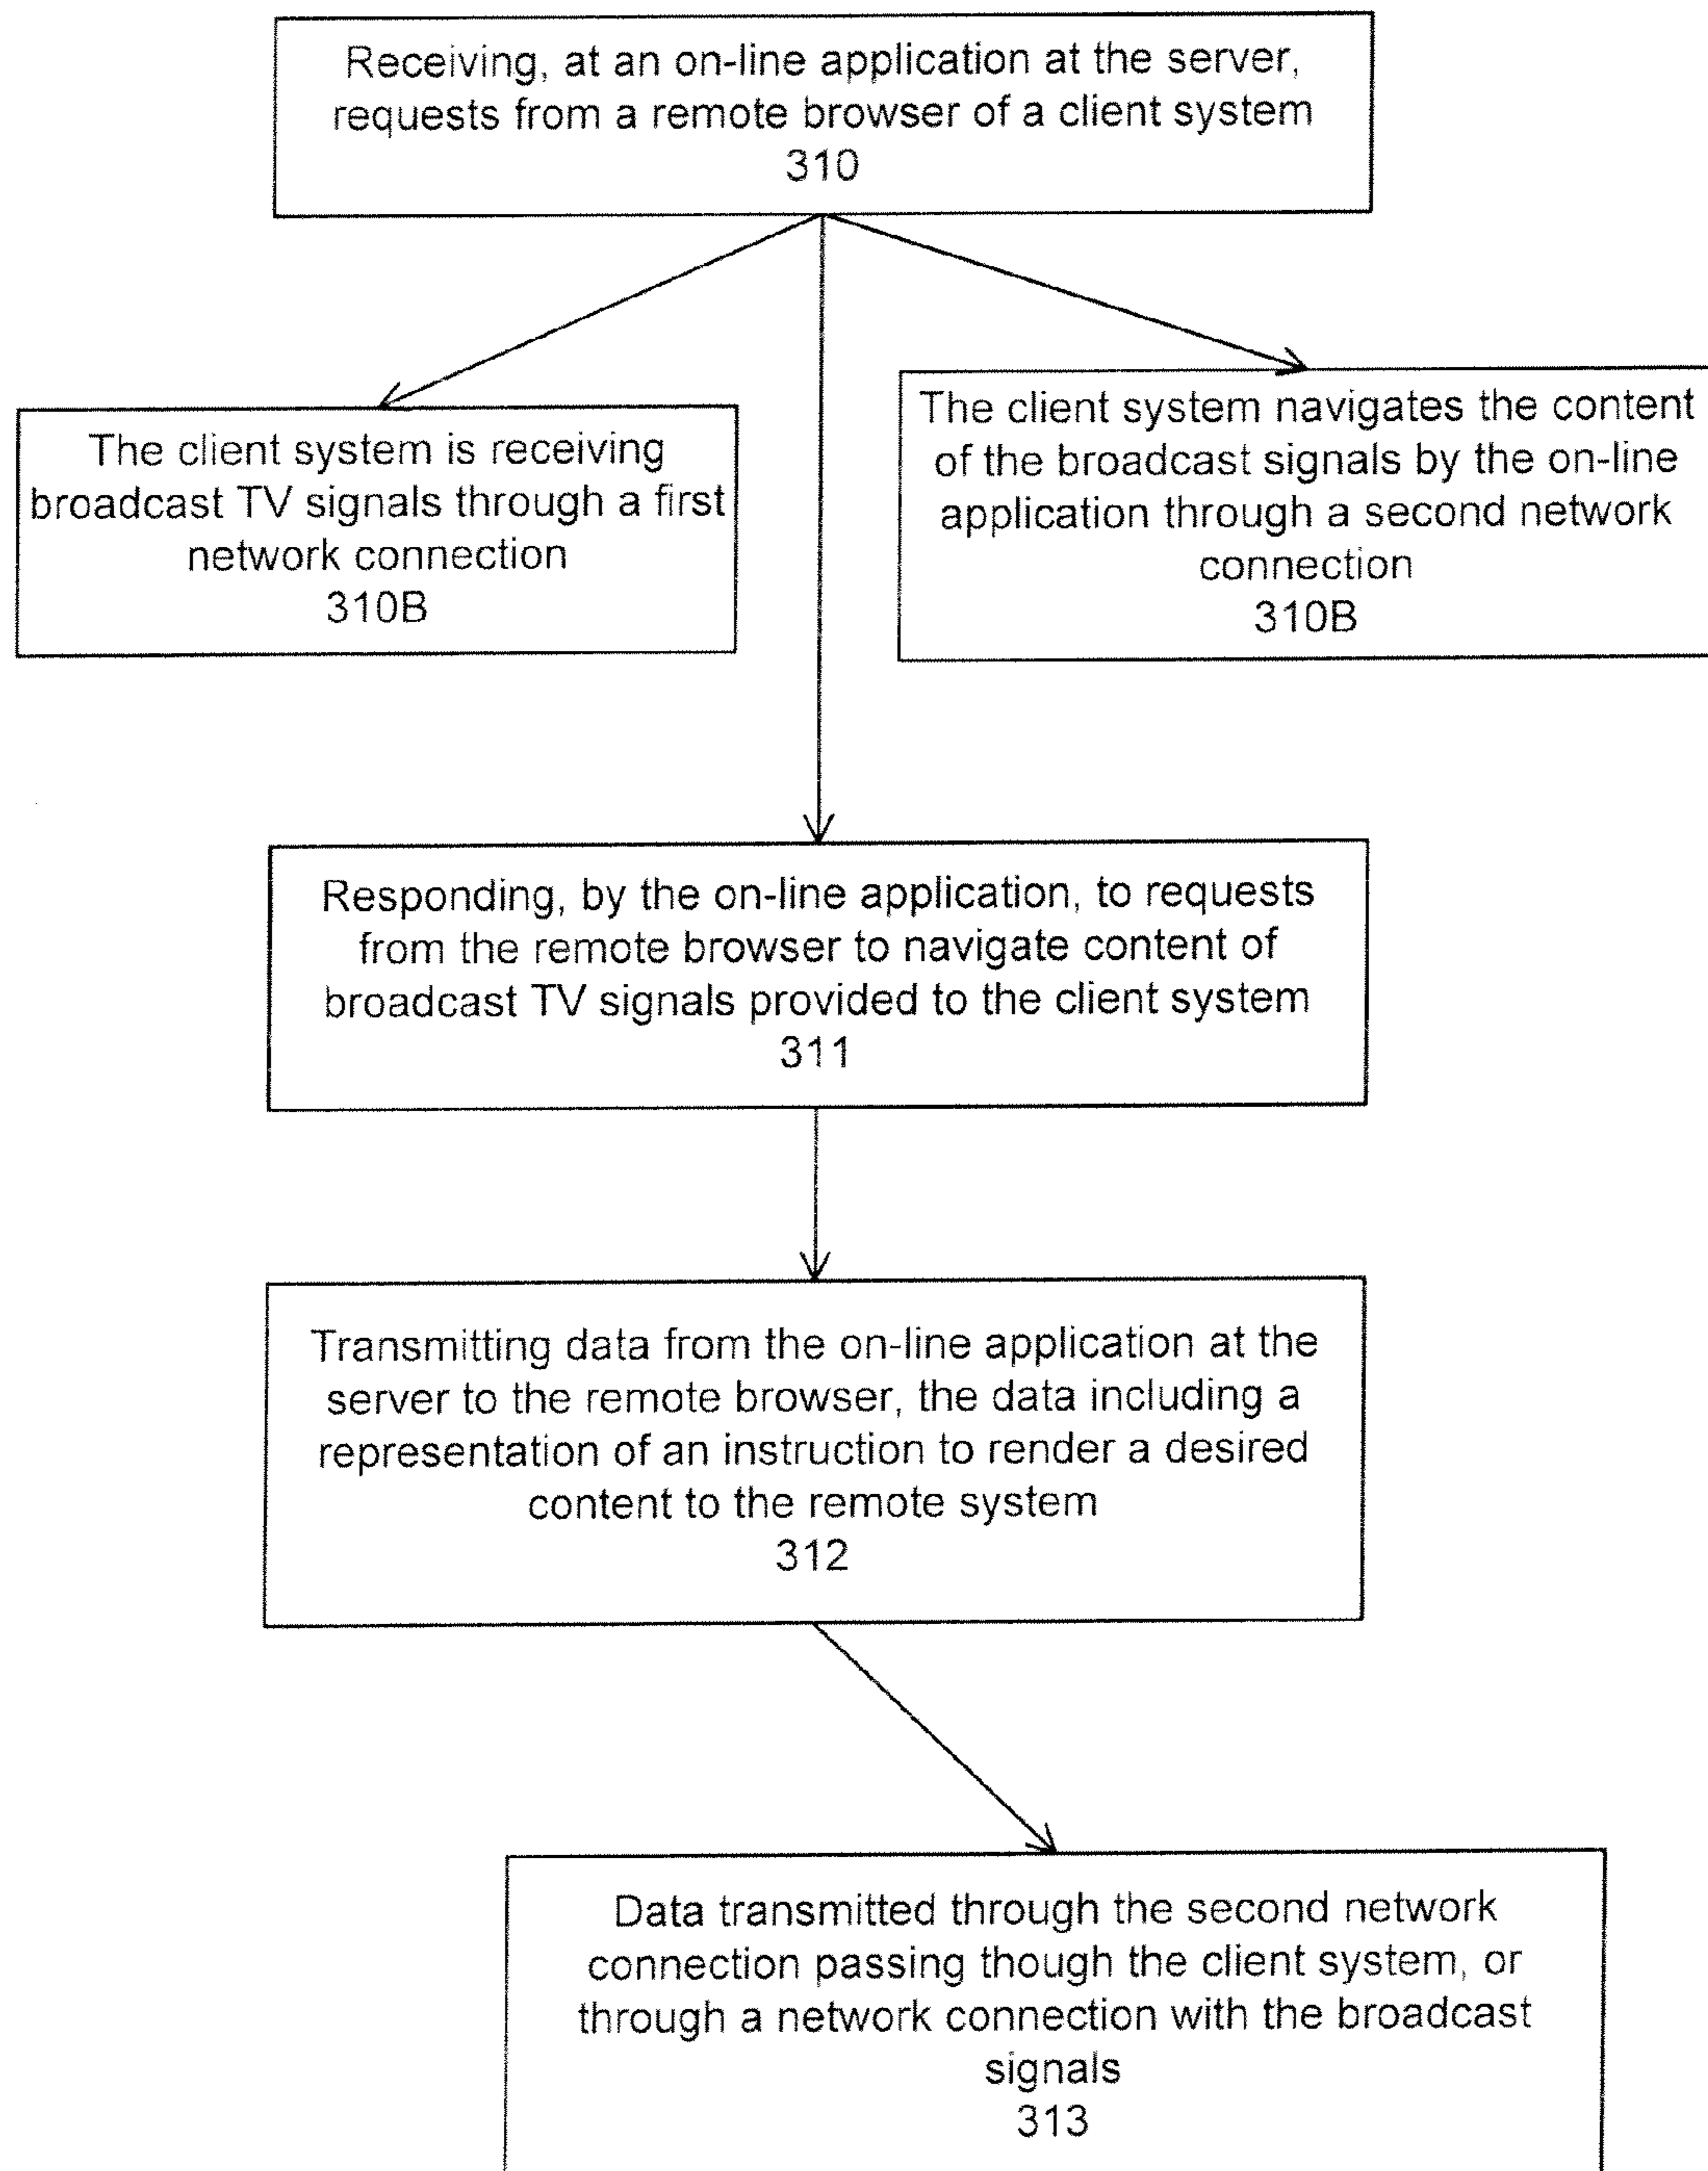 Receiving, at an on-line application at the server,
requests from a remote browser of a client system
310
The client system is receiving
broadcast TV signals through a first
network connection
310B
The client system navigates the content
of the broadcast signals by the on-line
application through a second network
connection
310B
Responding, by the on-line application, to requests
from the remote browser to navigate content of
broadcast TV signals provided to the client system
311
Transmitting data from the on-line application at the
server to the remote browser, the data including a
representation of an instruction to render a desired
content to the remote system
312
Data transmitted through the second network
connection passing though the client system, or
through a network connection with the broadcast
signals
313